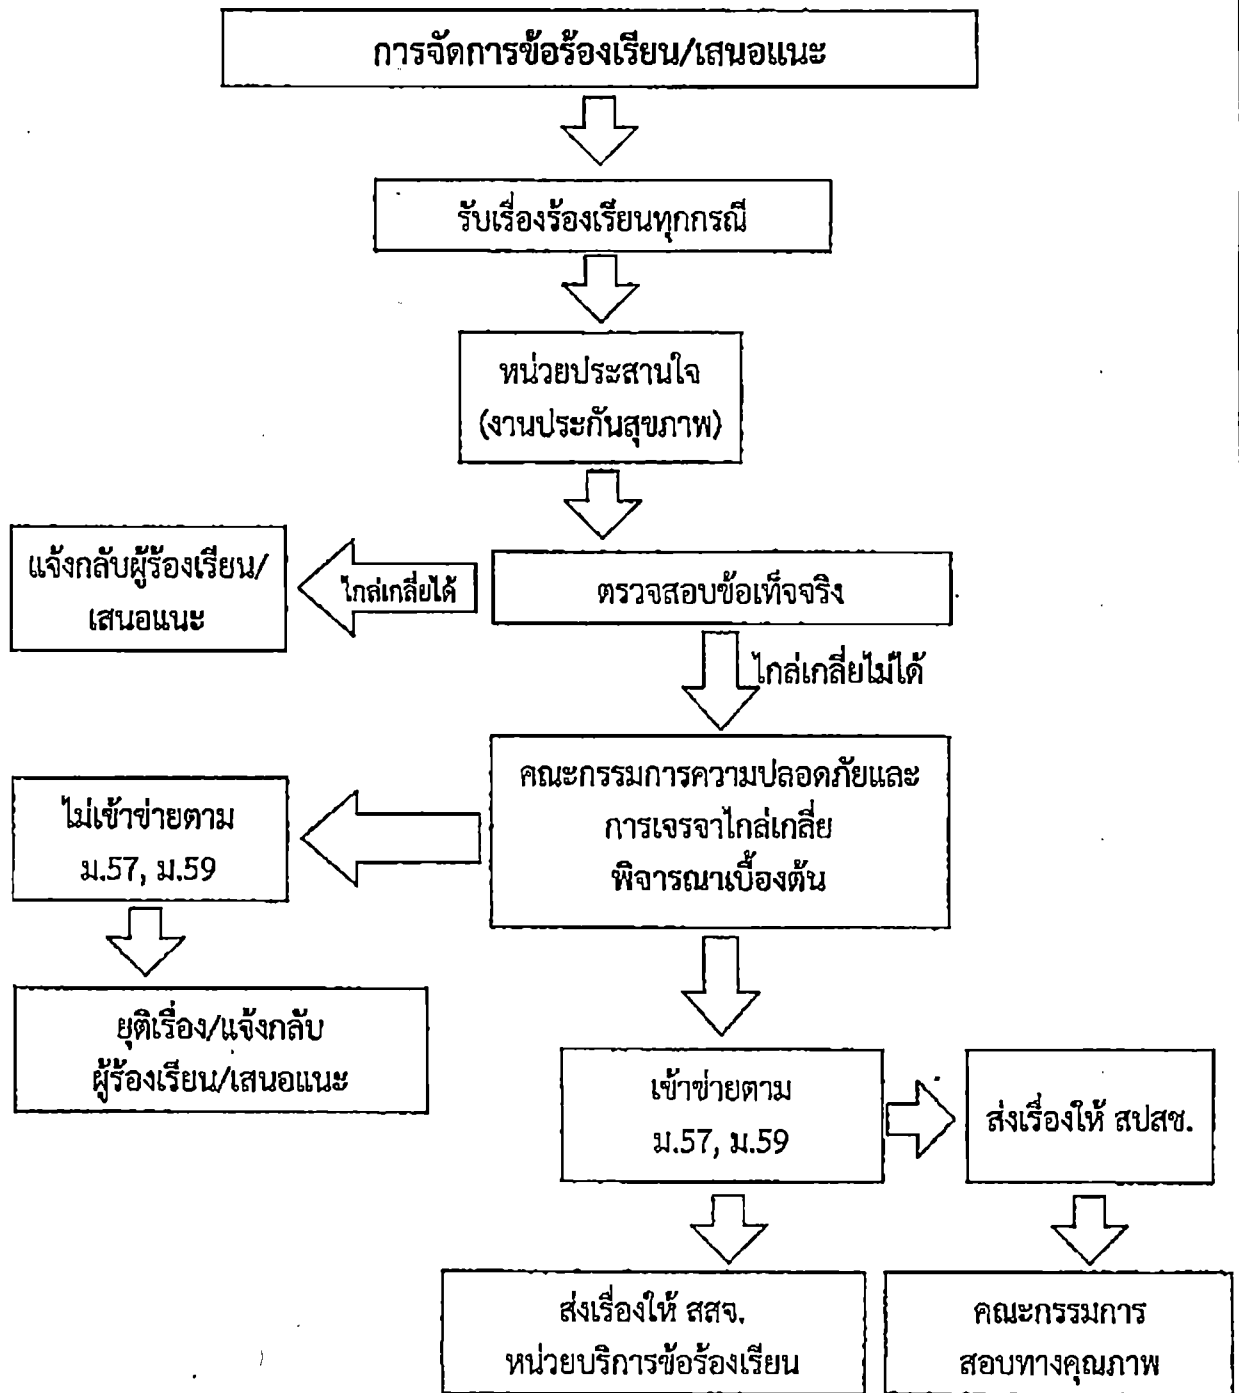 การจัดการข้อร้องเรียน/เสนอแนะ
รับเรื่องร้องเรียนทุกกรณี
หน่วยประสานใจ
(งานประกันสุขภาพ)
ตรวจสอบข้อเท็จจริง
ไกล่เกลี่ยได้
แจ้งกลับผู้ร้องเรียน/
เสนอแนะ
ไกล่เกลี่ยไม่ได้
คณะกรรมการความปลอดภัยและ
การเจรจาไกล่เกลี่ย
พิจารณาเบื้องต้น
ไม่เข้าข่ายตาม
ม.57, ม.59
ยุติเรื่อง/แจ้งกลับ
ผู้ร้องเรียน/เสนอแนะ
เข้าข่ายตาม
ม.57, ม.59
ส่งเรื่องให้ สปสช.
ส่งเรื่องให้ สสจ.
หน่วยบริการข้อร้องเรียน
คณะกรรมการ
สอบทางคุณภาพ